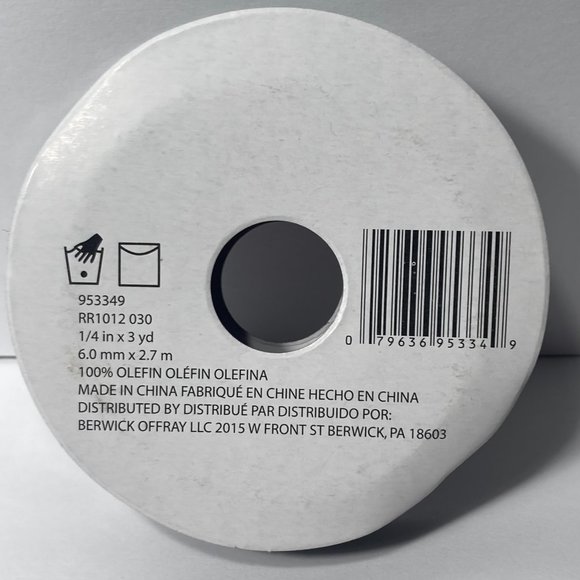 953349
RR1012 030
1/4 in x 3 yd
6.0 mm x 2.7 m
100% OLEFIN OLÉFIN OLEFINA
MADE IN CHINA FABRIQUÉ EN CHINE HECHO EN CHINA
DISTRIBUTED BY DISTRIBUÉ PAR DISTRIBUIDO POR:
BERWICK OFFRAY LLC 2015 W FRONT ST BERWICK, PA 18603
0 79636 95334 9